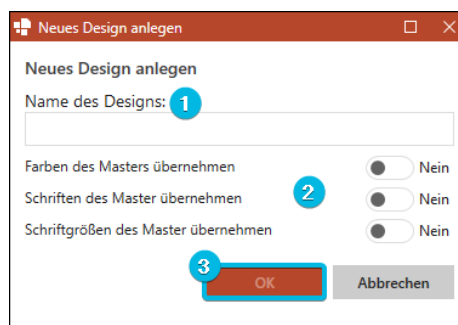 Neues Design anlegen
Neues Design anlegen
Name des Designs: 1
Farben des Masters übernehmen Nein
Schriften des Master übernehmen 2 Nein
Schriftgrößen des Master übernehmen Nein
3 OK Abbrechen